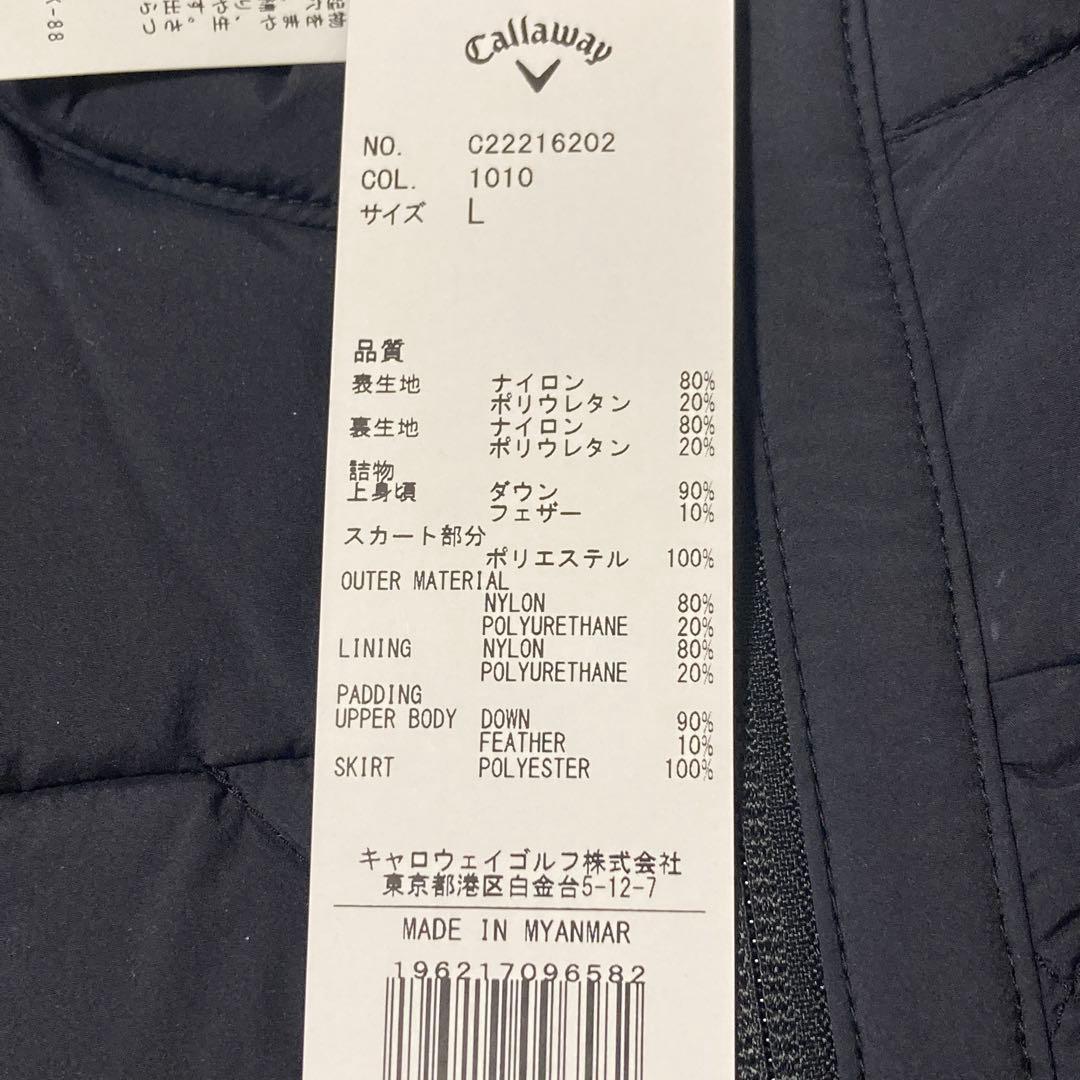 Callaway
NO. C22216202
COL. 1010
サイズ L
品質
表生地 ナイロン 80%
ポリウレタン 20%
裏生地 ナイロン 80%
ポリウレタン 20%
詰物
上身頃 ダウン 90%
フェザー 10%
スカート部分
ポリエステル 100%
OUTER MATERIAL
NYLON 80%
POLYURETHANE 20%
LINING NYLON 80%
POLYURETHANE 20%
PADDING
UPPER BODY DOWN 90%
FEATHER 10%
SKIRT POLYESTER 100%
キャロウェイゴルフ株式会社
東京都港区白金台5-12-7
MADE IN MYANMAR
196217096582